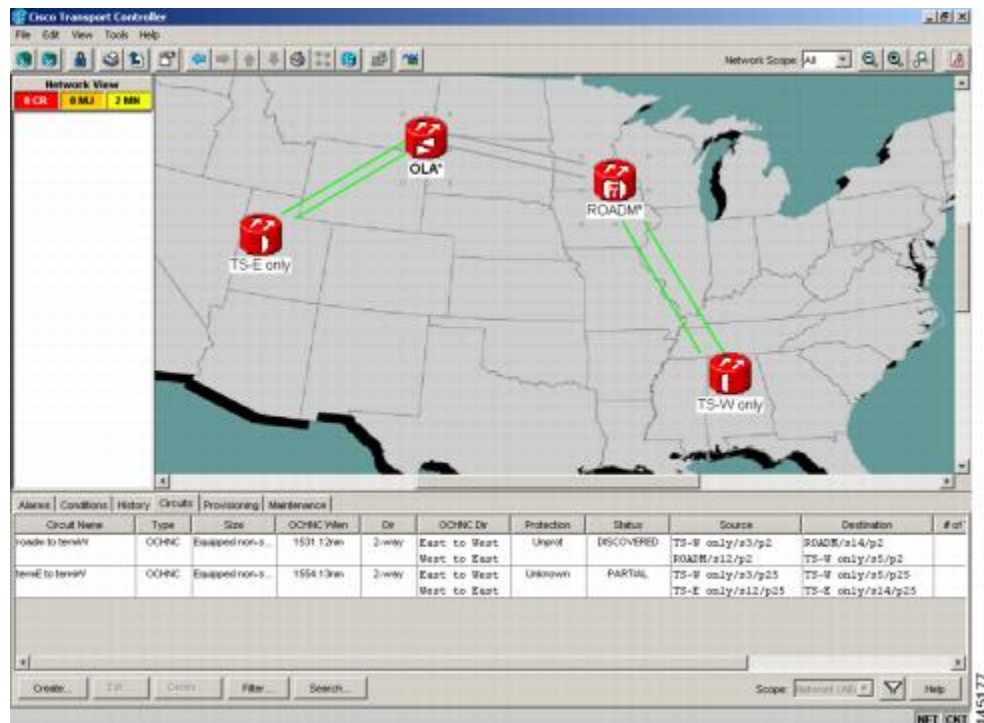 Cisco Transport Controller
File Edit View Tools Help
Network Scope: All
Network View
0 CR 0 MJ 2 MN
OLA*
ROADM*
TS-E only
TS-W only
Alarms Conditions History Circuits Provisioning Maintenance
Circuit Name Type Size OCHNC Wlen Dir OCHNC Dir Protection Status Source Destination # of
roadm to termW OCHNC Equipped non-s... 1531.12nm 2-way East to West Unprot DISCOVERED TS-W only/s3/p2 ROADM/s14/p2
West to East ROADM/s12/p2 TS-W only/s5/p2
termE to termW OCHNC Equipped non-s... 1554.13nm 2-way East to West Unknown PARTIAL TS-W only/s3/p25 TS-W only/s5/p25
West to East TS-E only/s12/p25 TS-E only/s14/p25
Create... Edit... Delete... Filter... Search... Scope: Network (All) Help
NET CKT
145177